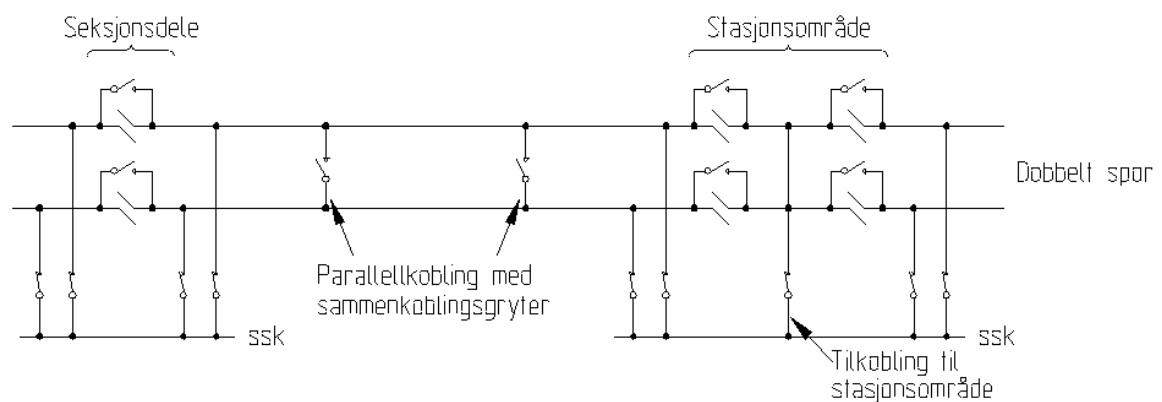 Seksjonsdele
Stasjonsområde
Dobbelt spor
Parallellkobling med
sammenkoblingsgryter
ssk
ssk
Tilkobling til
stasjonsområde